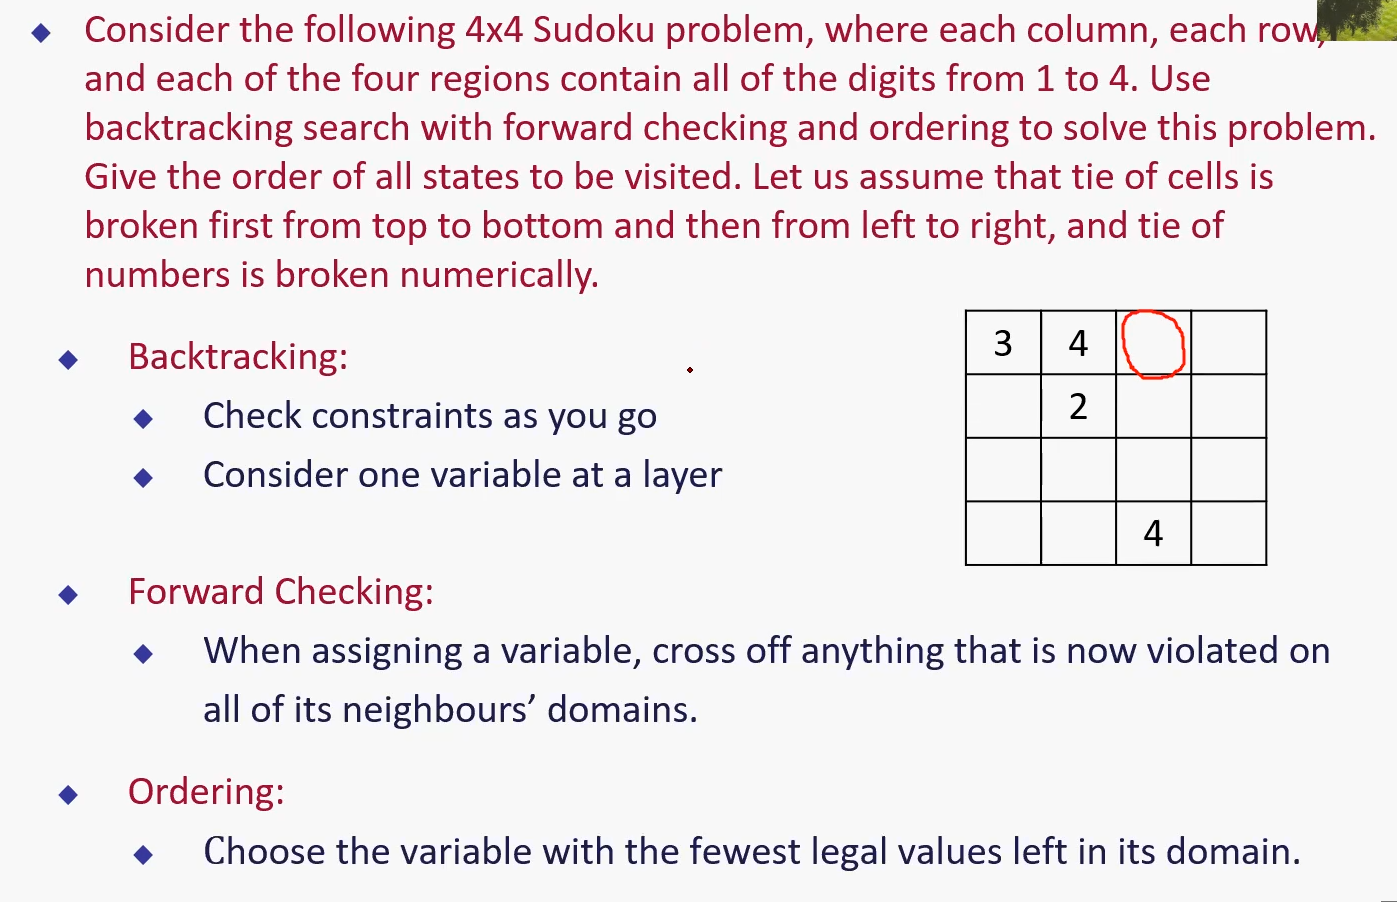 Consider the following 4x4 Sudoku problem, where each column, each row,
and each of the four regions contain all of the digits from 1 to 4. Use
backtracking search with forward checking and ordering to solve this problem.
Give the order of all states to be visited. Let us assume that tie of cells is
broken first from top to bottom and then from left to right, and tie of
numbers is broken numerically.
Backtracking:
Check constraints as you go
Consider one variable at a layer
3 4
2
4
Forward Checking:
When assigning a variable, cross off anything that is now violated on
all of its neighbours’ domains.
Ordering:
Choose the variable with the fewest legal values left in its domain.